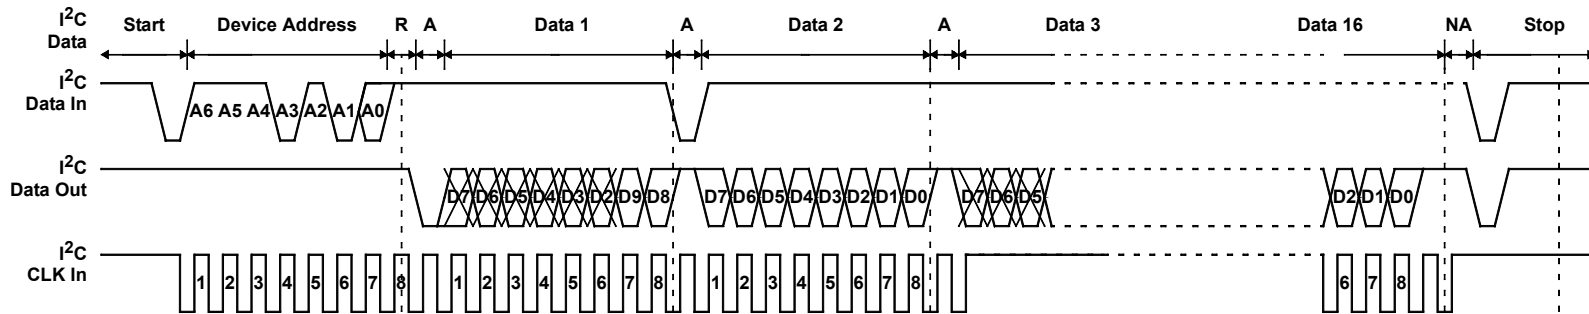 I2C Data
Start Device Address R A Data 1 A Data 2 A Data 3 Data 16 NA Stop
I2C Data In
A6 A5 A4 A3 A2 A1 A0
I2C Data Out
D7 D6 D5 D4 D3 D2 D9 D8 D7 D6 D5 D4 D3 D2 D1 D0 D7 D6 D5 D2 D1 D0
I2C CLK In
1 2 3 4 5 6 7 8 1 2 3 4 5 6 7 8 1 2 3 4 5 6 7 8 6 7 8